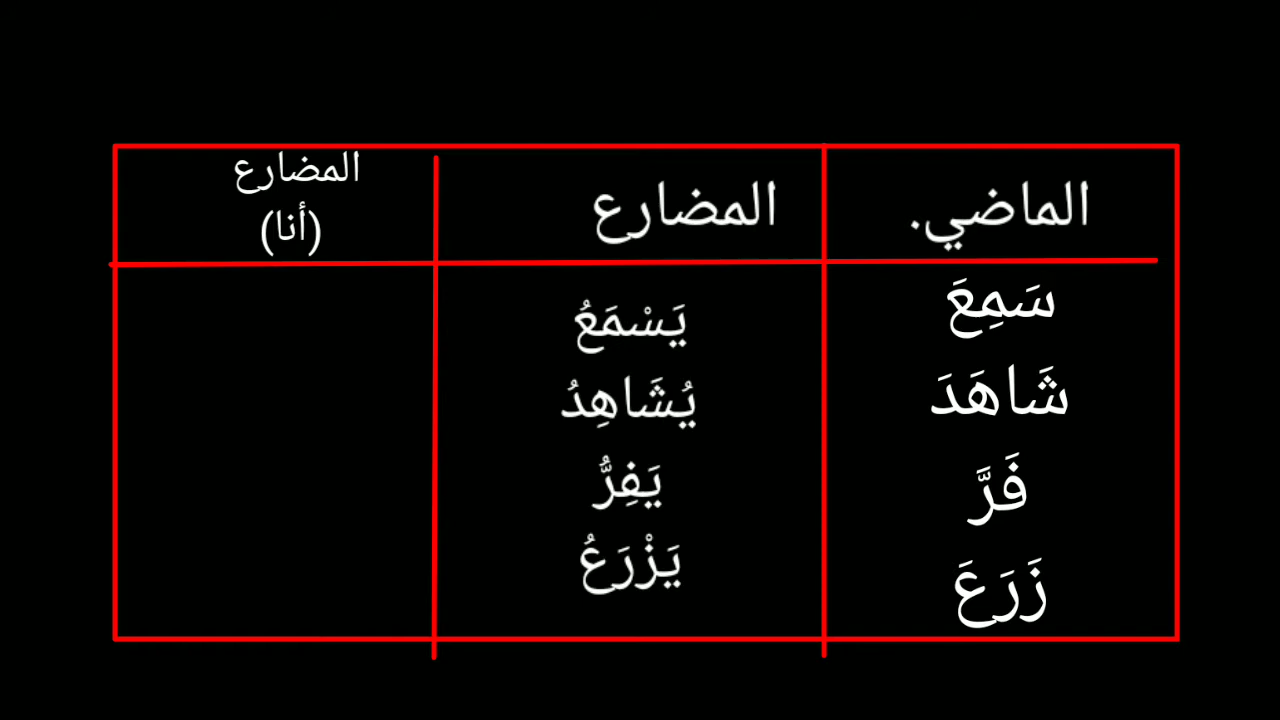 الماضي.
المضارع
المضارع
(أنا)
سَمِعَ
يَسْمَعُ
شَاهَدَ
يُشَاهِدُ
فَرَّ
يَفِرُّ
زَرَعَ
يَزْرَعُ